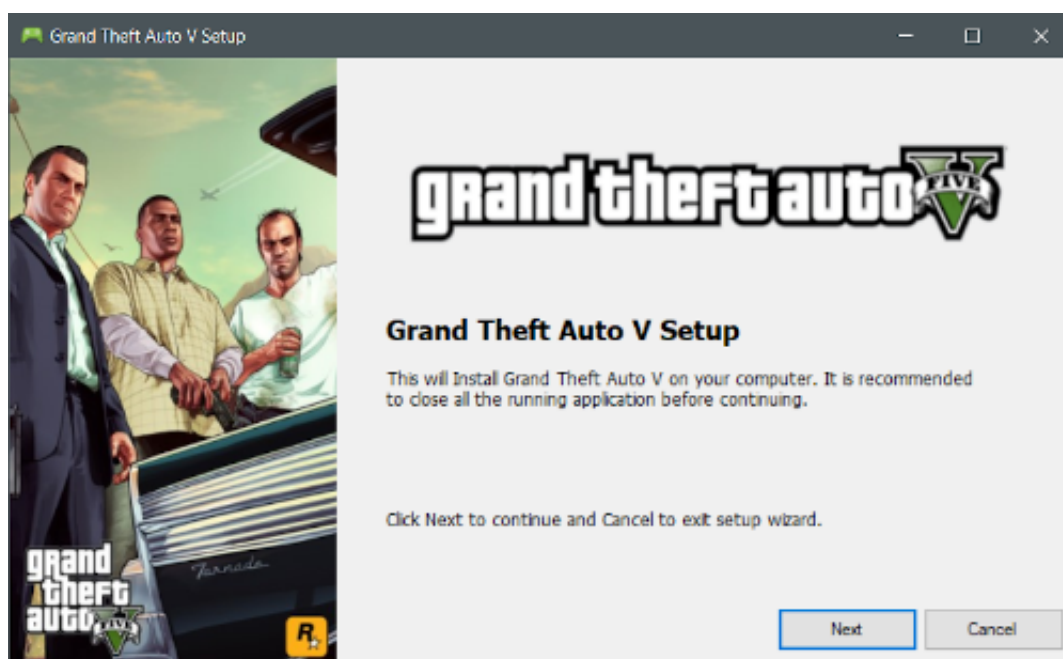 Grand Theft Auto V Setup
grand theft auto V
FIVE
Grand Theft Auto V Setup
This will Install Grand Theft Auto V on your computer. It is recommended
to close all the running application before continuing.
Click Next to continue and Cancel to exit setup wizard.
Tornado
grand
theft
auto V
FIVE
R
Next
Cancel